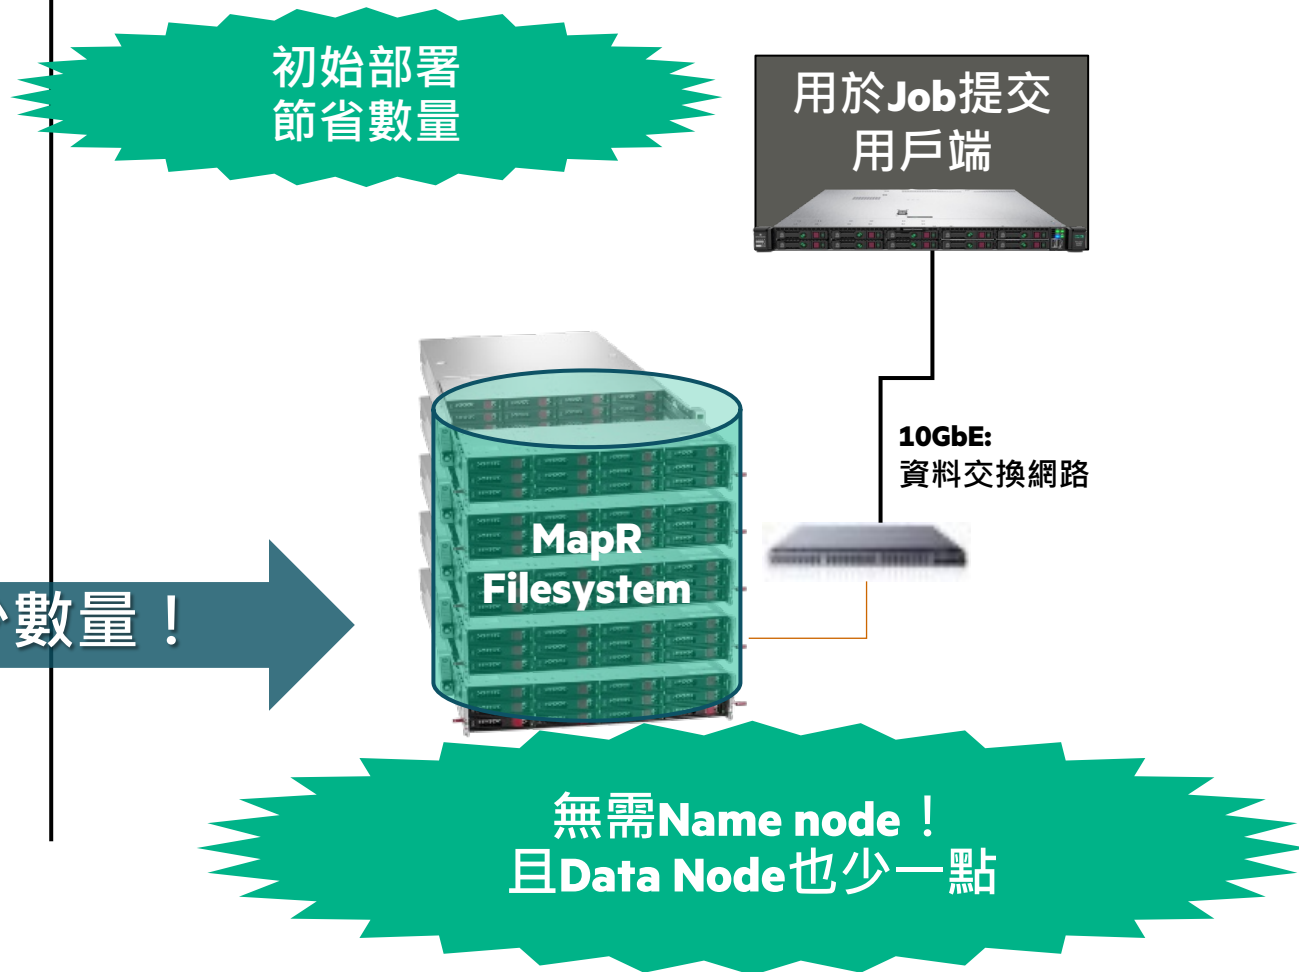 初始部署
節省數量
用於Job提交
用戶端
10GbE:
資料交換網路
MapR
Filesystem
數量！
無需Name node！
且Data Node也少一點